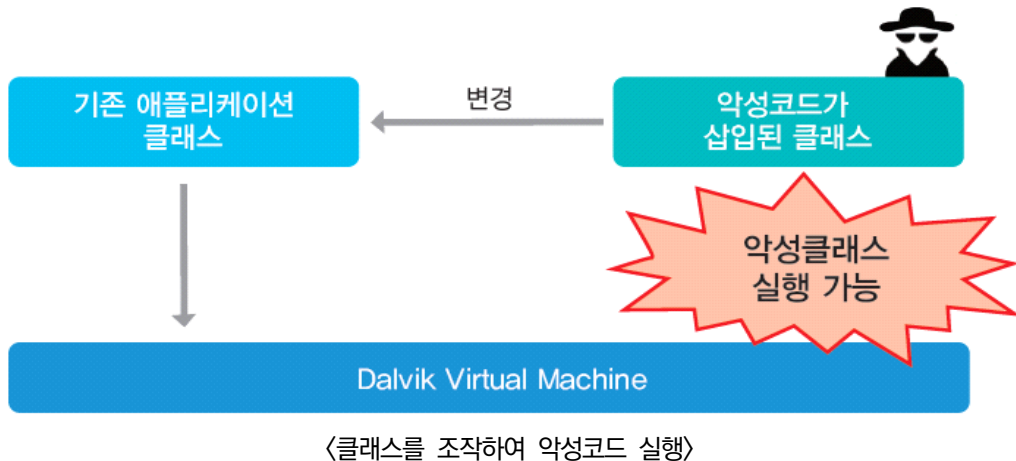 기존 애플리케이션
클래스
변경
악성코드가
삽입된 클래스
악성클래스
실행 가능
Dalvik Virtual Machine
〈클래스를 조작하여 악성코드 실행〉